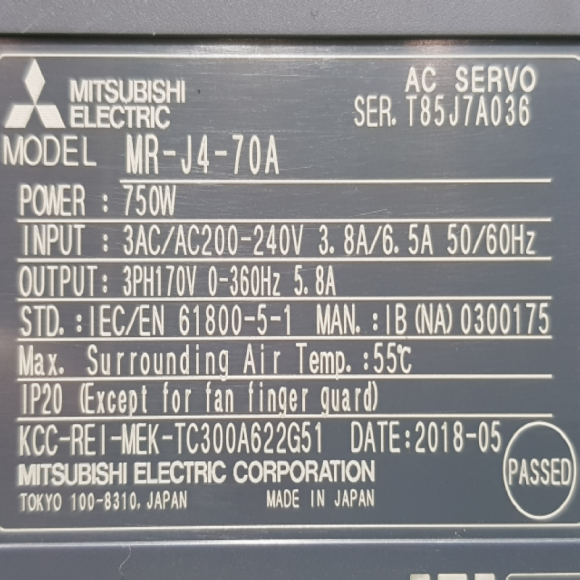 MITSUBISHI
ELECTRIC
AC SERVO
SER. T85J7A036
MODEL MR-J4-70A
POWER : 750W
INPUT : 3AC/AC200-240V 3.8A/6.5A 50/60Hz
OUTPUT: 3PH170V 0-360Hz 5.8A
STD. : IEC/EN 61800-5-1 MAN. : IB(NA)0300175
Max. Surrounding Air Temp. :55℃
IP20 (Except for fan finger guard)
KCC-REI-MEK-TC300A622G51 DATE:2018-05
PASSED
MITSUBISHI ELECTRIC CORPORATION
TOKYO 100-8310, JAPAN MADE IN JAPAN